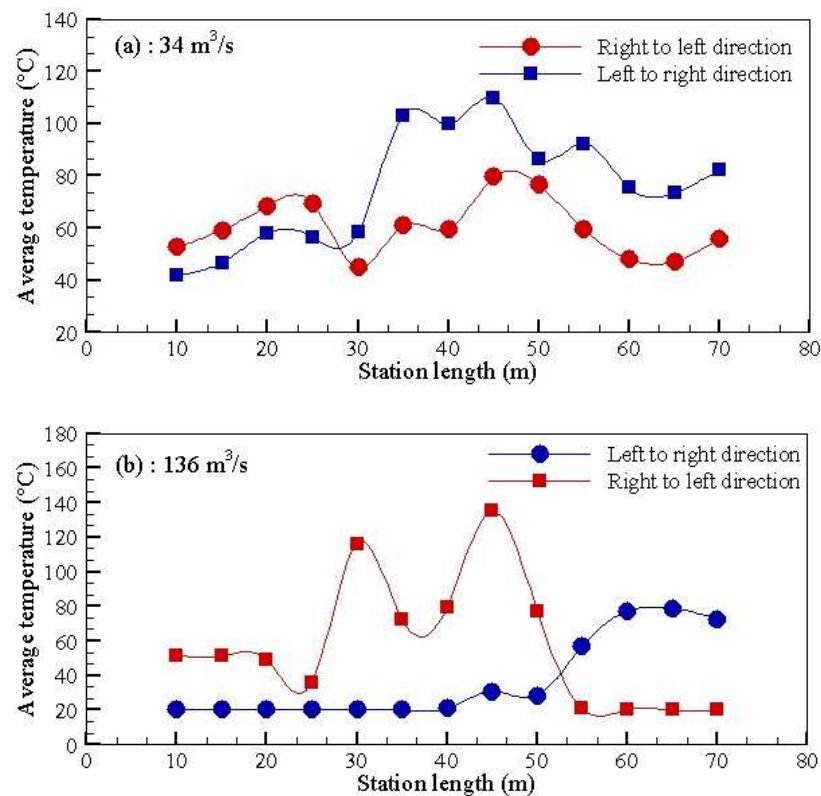 140
(a) : 34 m³/s
Right to left direction
Left to right direction
120
100
80
60
40
20
Average temperature (°C)
0 10 20 30 40 50 60 70 80
Station length (m)
180
(b) : 136 m³/s
Left to right direction
Right to left direction
160
140
120
100
80
60
40
20
0
Average temperature (°C)
0 10 20 30 40 50 60 70 80
Station length (m)